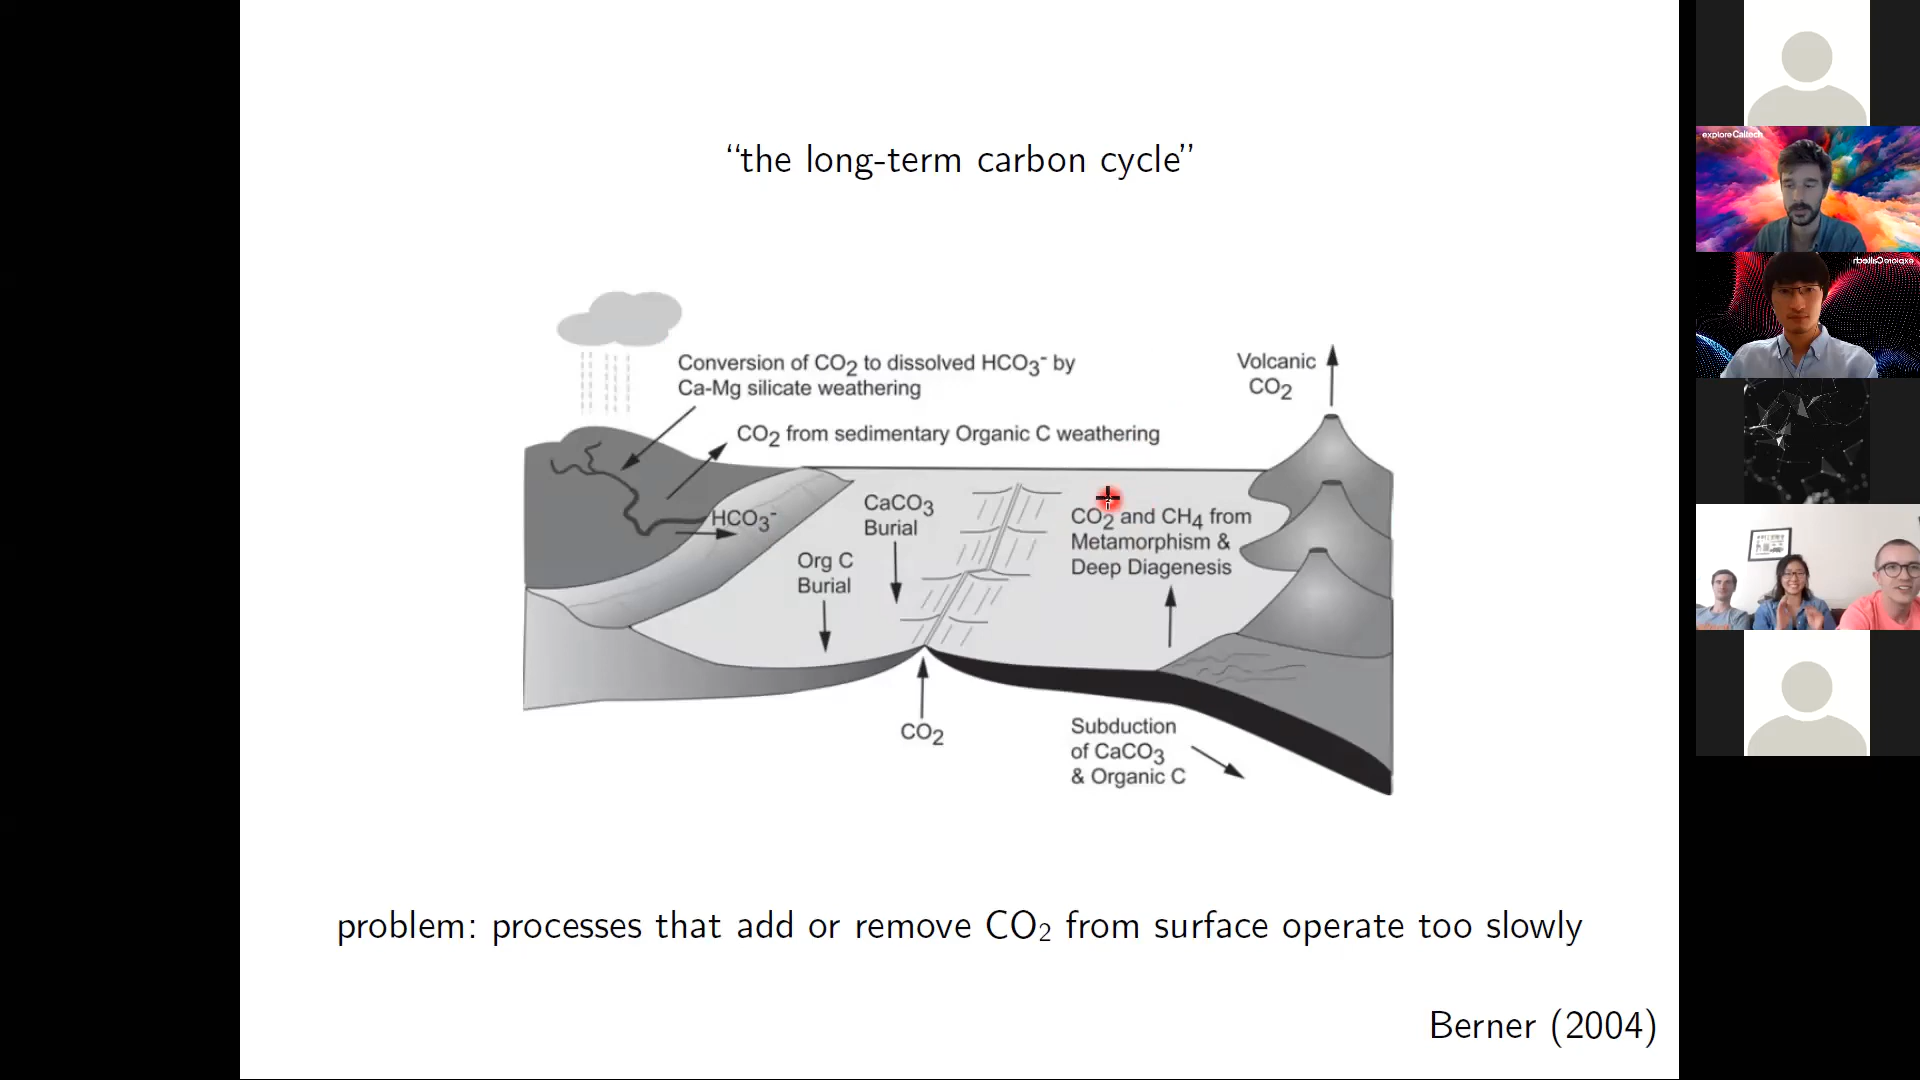 “the long-term carbon cycle”
Conversion of CO₂ to dissolved HCO₃⁻ by
Ca-Mg silicate weathering
CO₂ from sedimentary Organic C weathering
Volcanic
CO₂
HCO₃⁻
CaCO₃
Burial
Org C
Burial
CO₂ and CH₄ from
Metamorphism &
Deep Diagenesis
CO₂
Subduction
of CaCO₃
& Organic C
problem: processes that add or remove CO₂ from surface operate too slowly
Berner (2004)
exploreCaltech
exploreCaltech